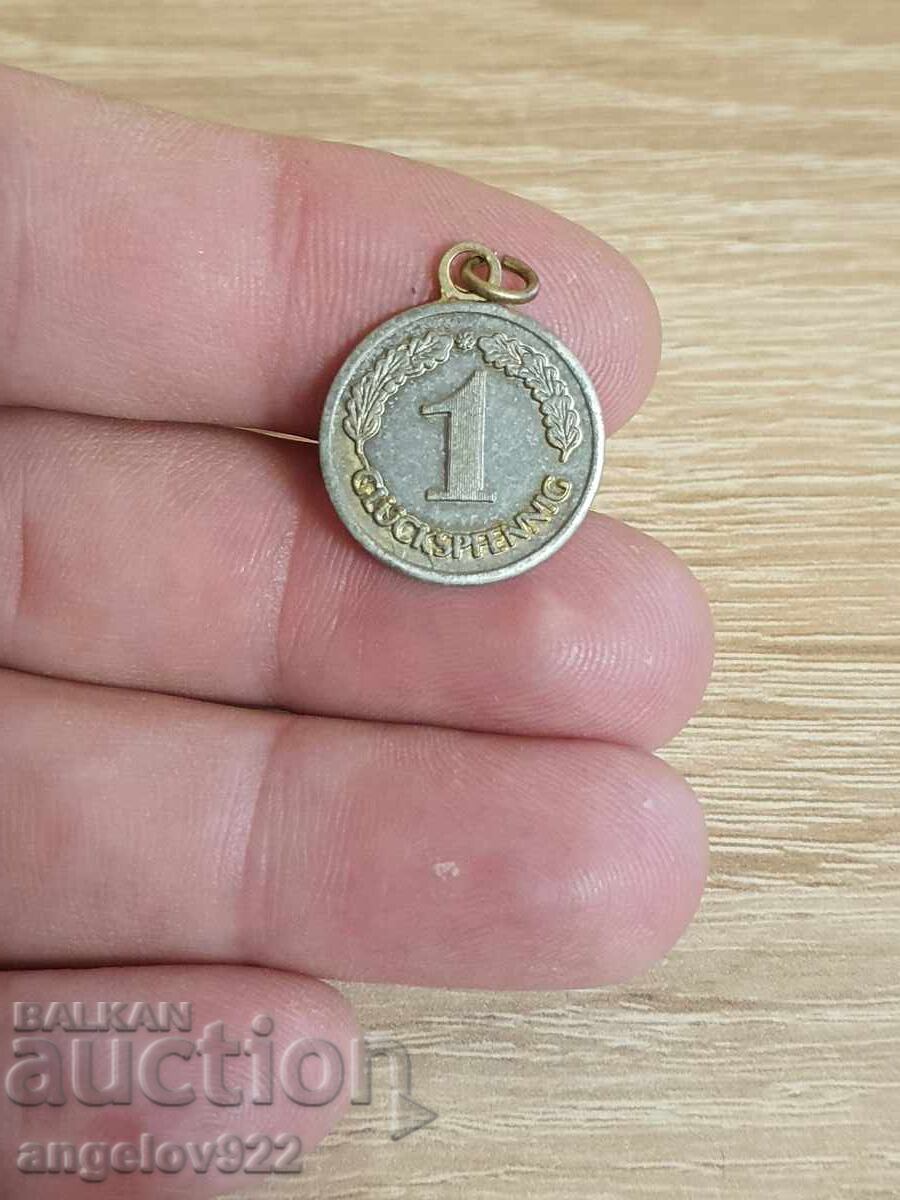 1
GLÜCKSPFENNIG
BALKAN
auction
angelov922